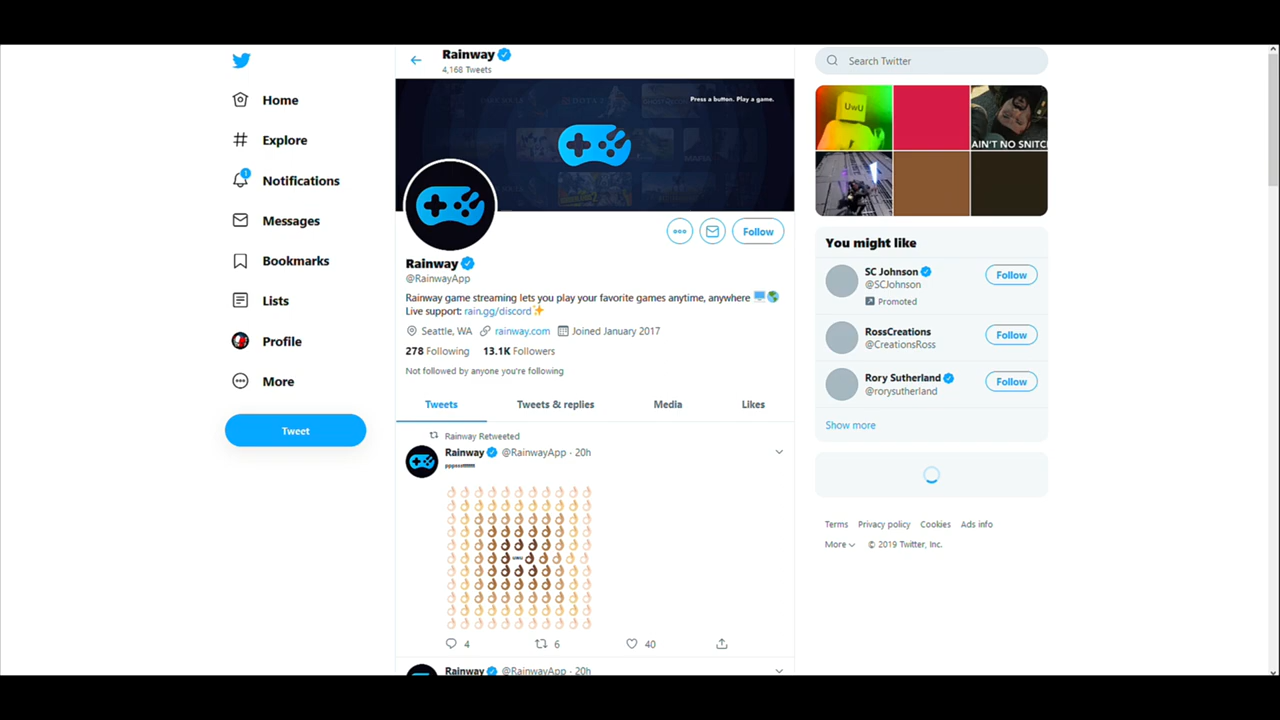 Rainway
4,168 Tweets
Search Twitter
Home
Explore
1
Notifications
Messages
Bookmarks
Lists
Profile
More
Tweet
Press a button. Play a game.
Follow
Rainway
@RainwayApp
Rainway game streaming lets you play your favorite games anytime, anywhere 🖥️🌎
Live support: rain.gg/discord✨
Seattle, WA rainway.com Joined January 2017
278 Following 13.1K Followers
Not followed by anyone you're following
Tweets Tweets & replies Media Likes
Rainway Retweeted
Rainway @RainwayApp · 20h
UWU
4 6 40
Rainway @RainwayApp · 20h
UwU
AIN'T NO SNITCH
You might like
SC Johnson
@SCJohnson
Promoted
Follow
RossCreations
@CreationsRoss
Follow
Rory Sutherland
@rorysutherland
Follow
Show more
Terms Privacy policy Cookies Ads info
More © 2019 Twitter, Inc.